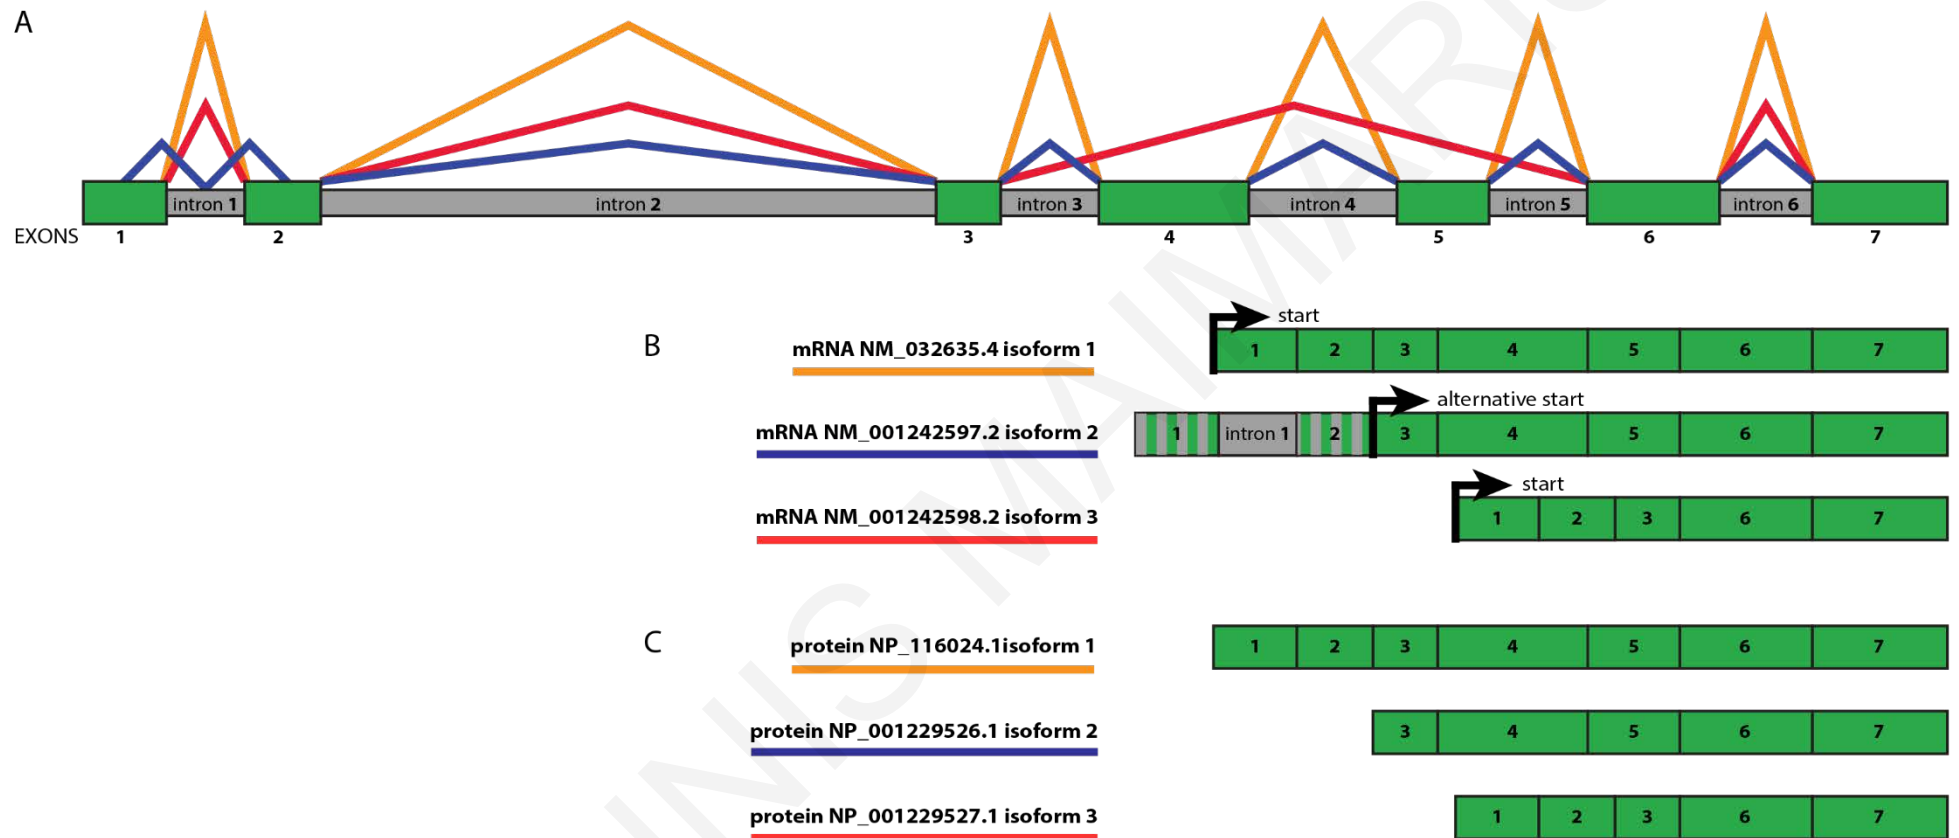 A
intron 1
intron 2
intron 3
intron 4
intron 5
intron 6
EXONS 1 2 3 4 5 6 7
B
start
mRNA NM_032635.4 isoform 1
1 2 3 4 5 6 7
alternative start
mRNA NM_001242597.2 isoform 2
1 intron 1 2 3 4 5 6 7
start
mRNA NM_001242598.2 isoform 3
1 2 3 6 7
C
protein NP_116024.1isoform 1
1 2 3 4 5 6 7
protein NP_001229526.1 isoform 2
3 4 5 6 7
protein NP_001229527.1 isoform 3
1 2 3 6 7